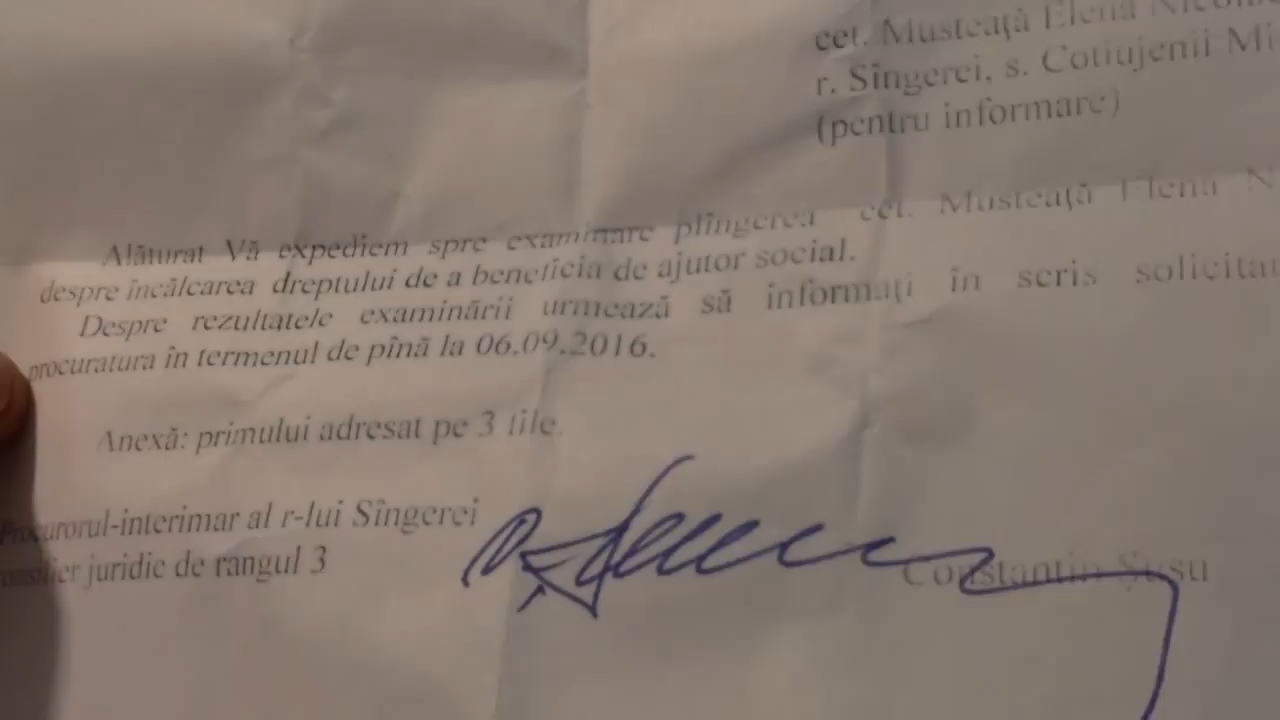 cet. Musteaţă Elena
r. Sîngerei, s. Cotiujenii
(pentru informare)
Alăturat Vă expediem spre examinare plîngerea cet. Musteaţă Elena
despre încălcarea dreptului de a beneficia de ajutor social.
Despre rezultatele examinării urmează să informaţi în scris
procuratura în termenul de pînă la 06.09.2016.
Anexă: primului adresat pe 3 file.
Procurorul-interimar al r-lui Sîngerei
juridic de rangul 3
Constantin Şuşu